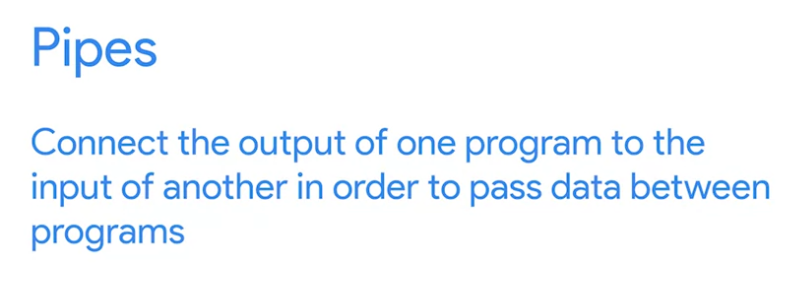 Pipes
Connect the output of one program to the
input of another in order to pass data between
programs